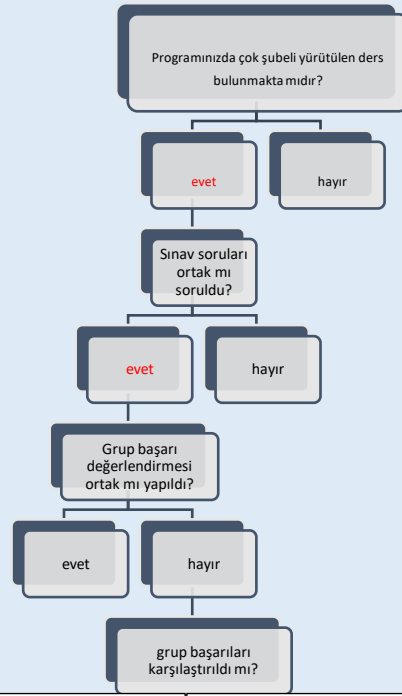 Programınızda çok şubeli yürütülen ders
bulunmakta mıdır?
evet
hayır
Sınav soruları
ortak mı
soruldu?
evet
hayır
Grup başarı
değerlendirmesi
ortak mı yapıldı?
evet
hayır
grup başarıları
karşılaştırıldı mı?